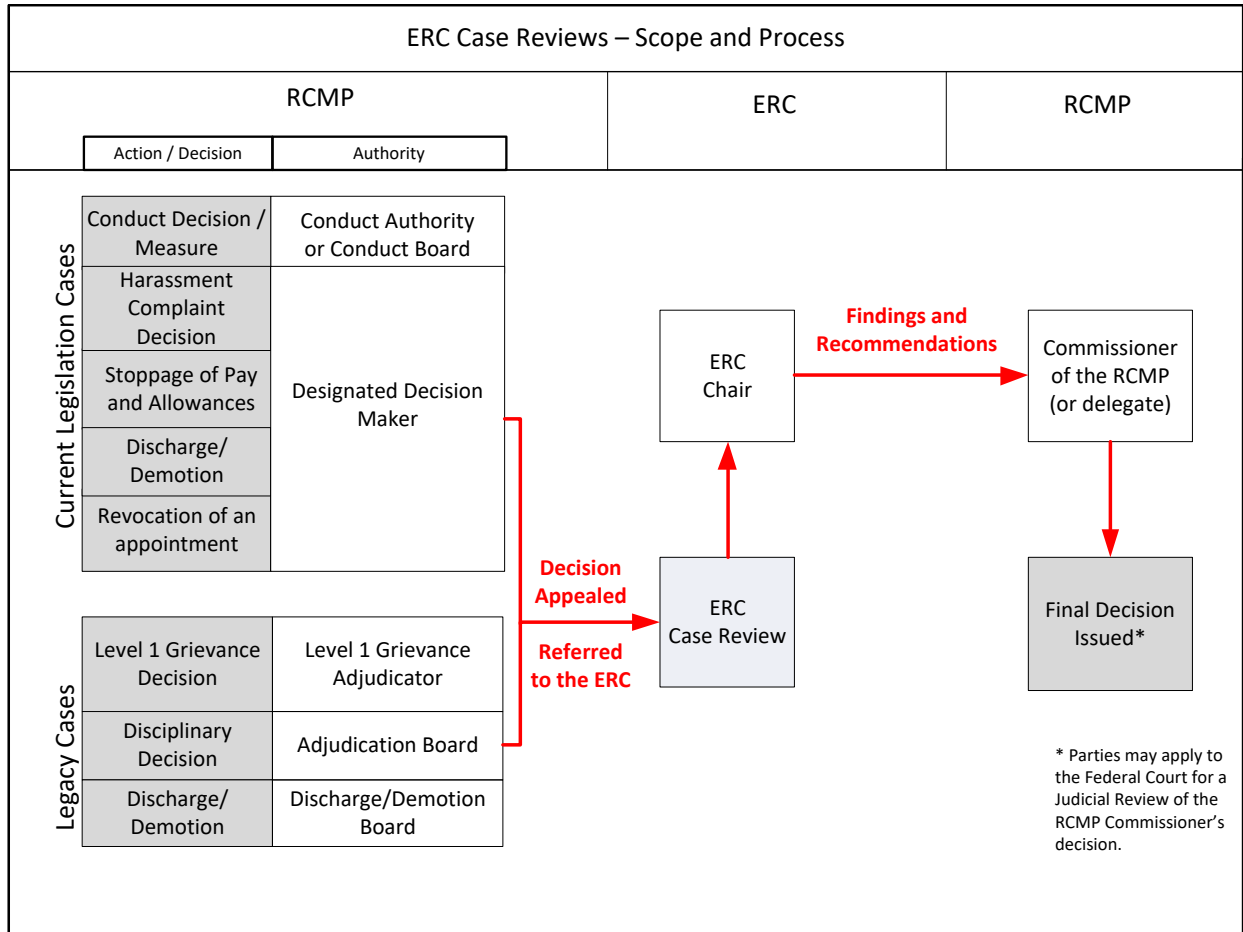 ERC Case Reviews – Scope and Process
RCMP
ERC
RCMP
Action / Decision
Authority
Current Legislation Cases
Conduct Decision /
Measure
Conduct Authority
or Conduct Board
Harassment
Complaint
Decision
Stoppage of Pay
and Allowances
Discharge/
Demotion
Revocation of an
appointment
Designated Decision
Maker
Legacy Cases
Level 1 Grievance
Decision
Level 1 Grievance
Adjudicator
Disciplinary
Decision
Adjudication Board
Discharge/
Demotion
Discharge/Demotion
Board
Decision
Appealed
Referred
to the ERC
ERC
Case Review
ERC
Chair
Findings and
Recommendations
Commissioner
of the RCMP
(or delegate)
Final Decision
Issued*
* Parties may apply to
the Federal Court for a
Judicial Review of the
RCMP Commissioner’s
decision.